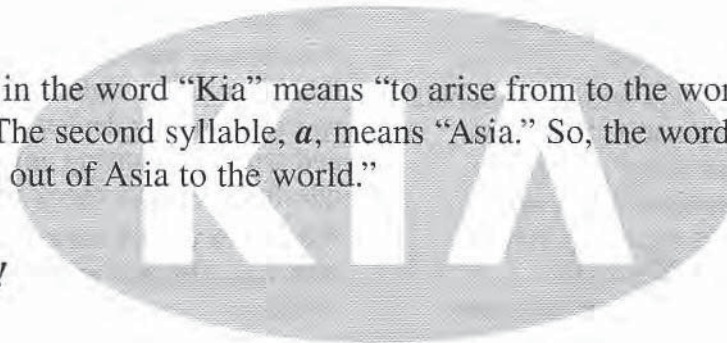 in the word “Kia” means “to arise from to the
The second syllable, a, means “Asia.” So, the word
out of Asia to the world.”
KIA